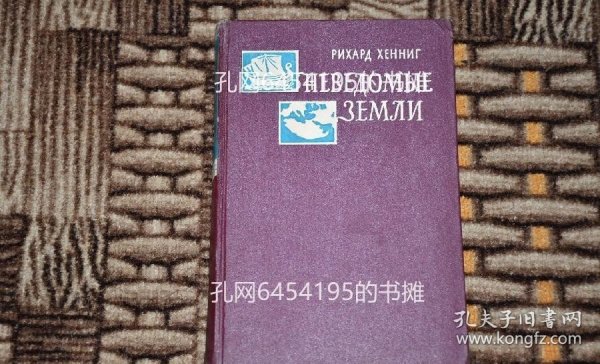 РИХАРД ХЕННИГ
НЕВЕДОМЫЕ
ЗЕМЛИ
孔网6454195的书摊
孔网6454195的书摊
孔夫子旧书网
www.kongfz.com